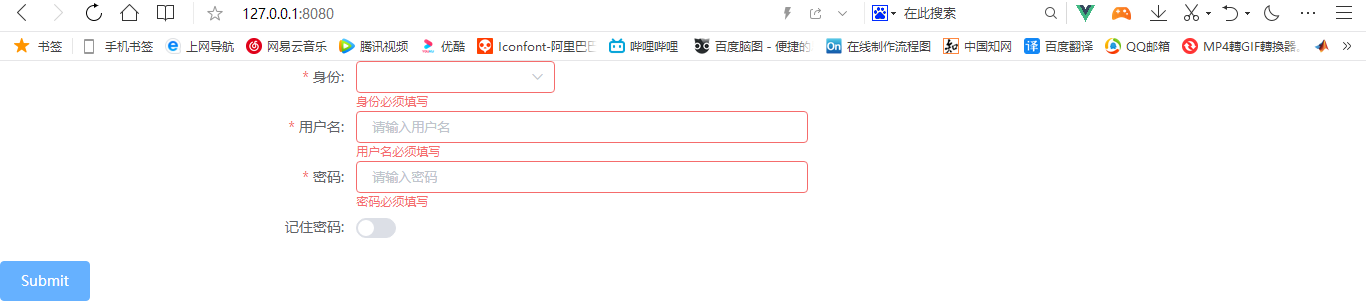 127.0.0.1:8080 在此搜索
书签 手机书签 上网导航 网易云音乐 腾讯视频 优酷 Iconfont-阿里巴巴 哔哩哔哩 百度脑图 - 便捷的 在线制作流程图 中国知网 百度翻译 QQ邮箱 MP4轉GIF轉換器
* 身份:
身份必须填写
* 用户名: 请输入用户名
用户名必须填写
* 密码: 请输入密码
密码必须填写
记住密码:
Submit